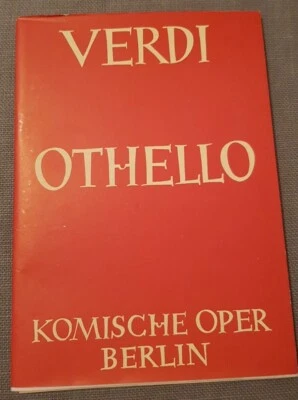 VERDI
OTHELLO
KOMISCHE OPER
BERLIN